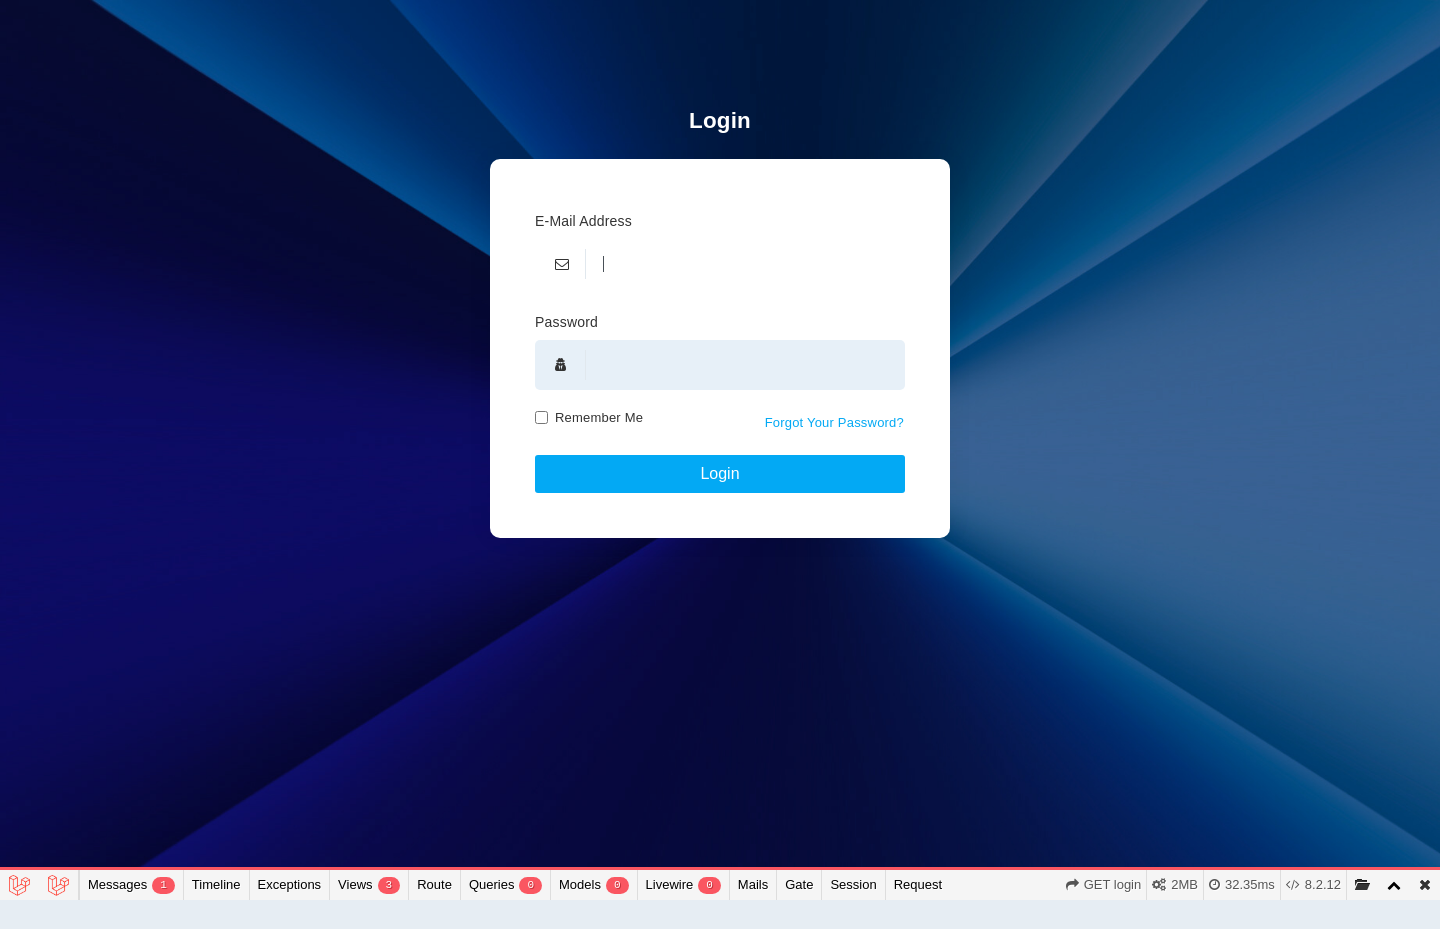 Login
E-Mail Address
Password
Remember Me
Forgot Your Password?
Login
Messages 1 Timeline Exceptions Views 3 Route Queries 0 Models 0 Livewire 0 Mails Gate Session Request GET login 2MB 32.35ms 8.2.12